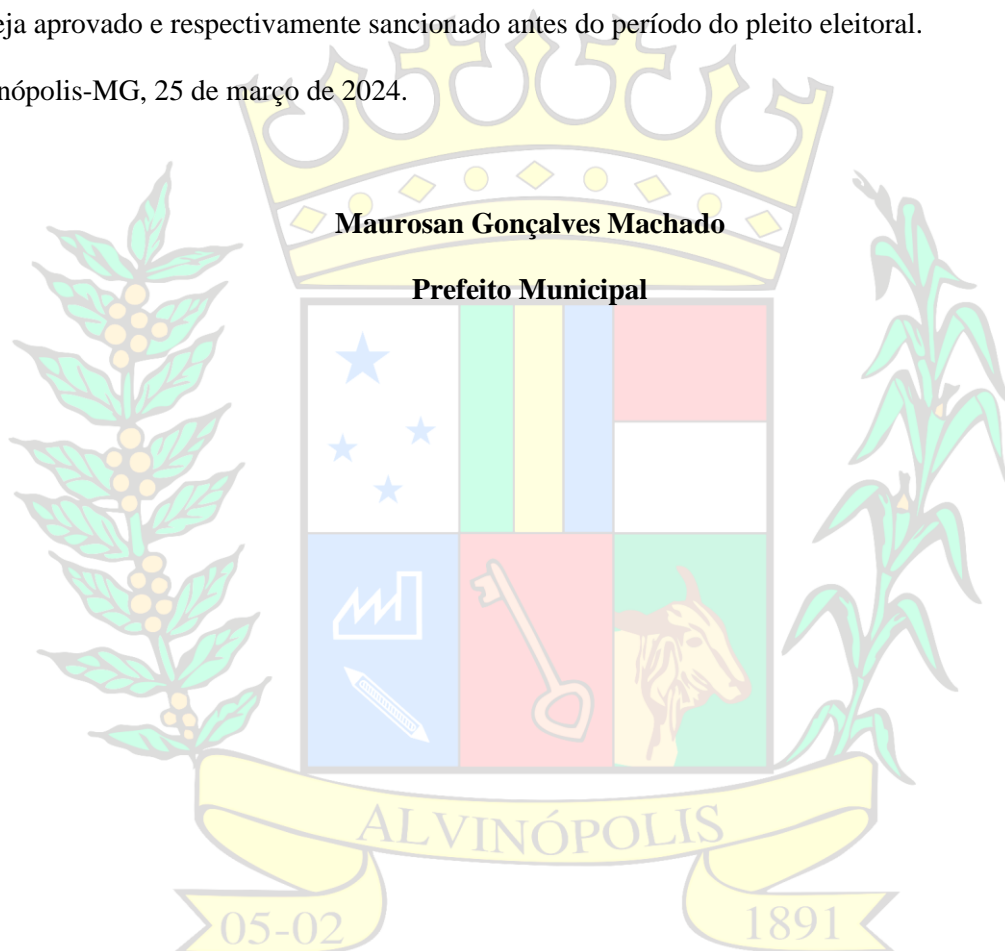 eja aprovado e respectivamente sancionado antes do período do pleito eleitoral.
nópolis-MG, 25 de março de 2024.
Maurosan Gonçalves Machado
Prefeito Municipal
ALVINÓPOLIS
05-02
1891